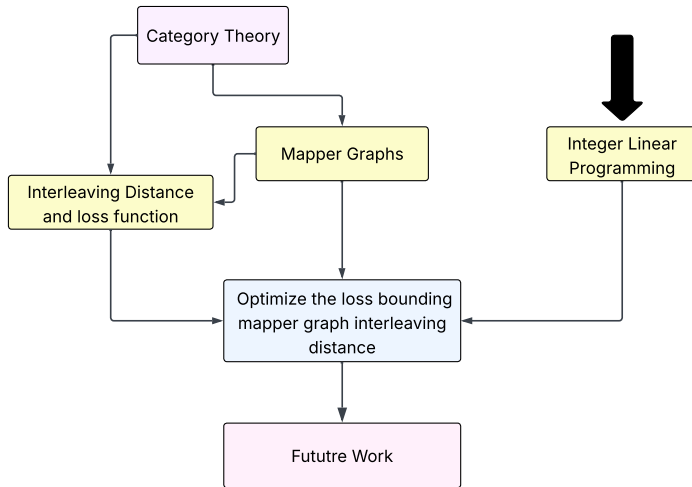 Category Theory
Mapper Graphs
Integer Linear
Programming
Interleaving Distance
and loss function
Optimize the loss bounding
mapper graph interleaving
distance
Fututre Work